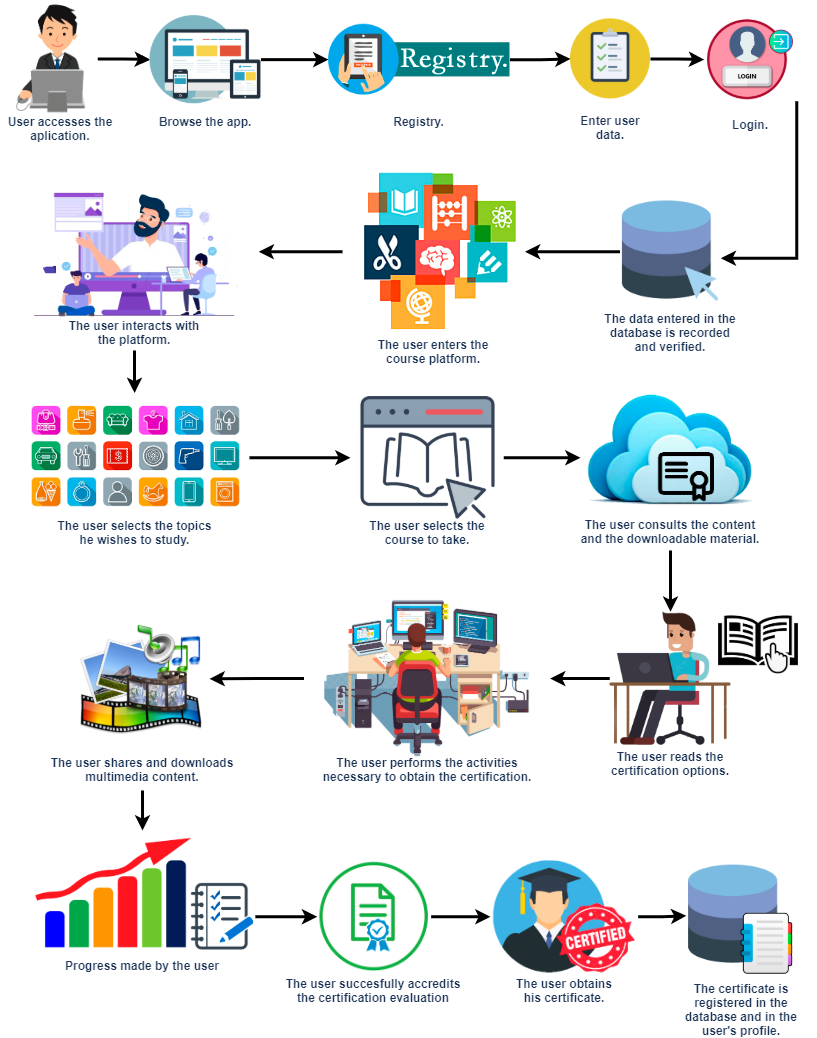 Registry.
LOGIN
User accesses the
aplication.
Browse the app.
Registry.
Enter user
data.
Login.
The user interacts with
the platform.
The user enters the
course platform.
The data entered in the
database is recorded
and verified.
The user selects the topics
he wishes to study.
The user selects the
course to take.
The user consults the content
and the downloadable material.
The user shares and downloads
multimedia content.
The user performs the activities
necessary to obtain the certification.
The user reads the
certification options.
CERTIFIED
Progress made by the user
The user succesfully accredits
the certification evaluation
The user obtains
his certificate.
The certificate is
registered in the
database and in the
user's profile.